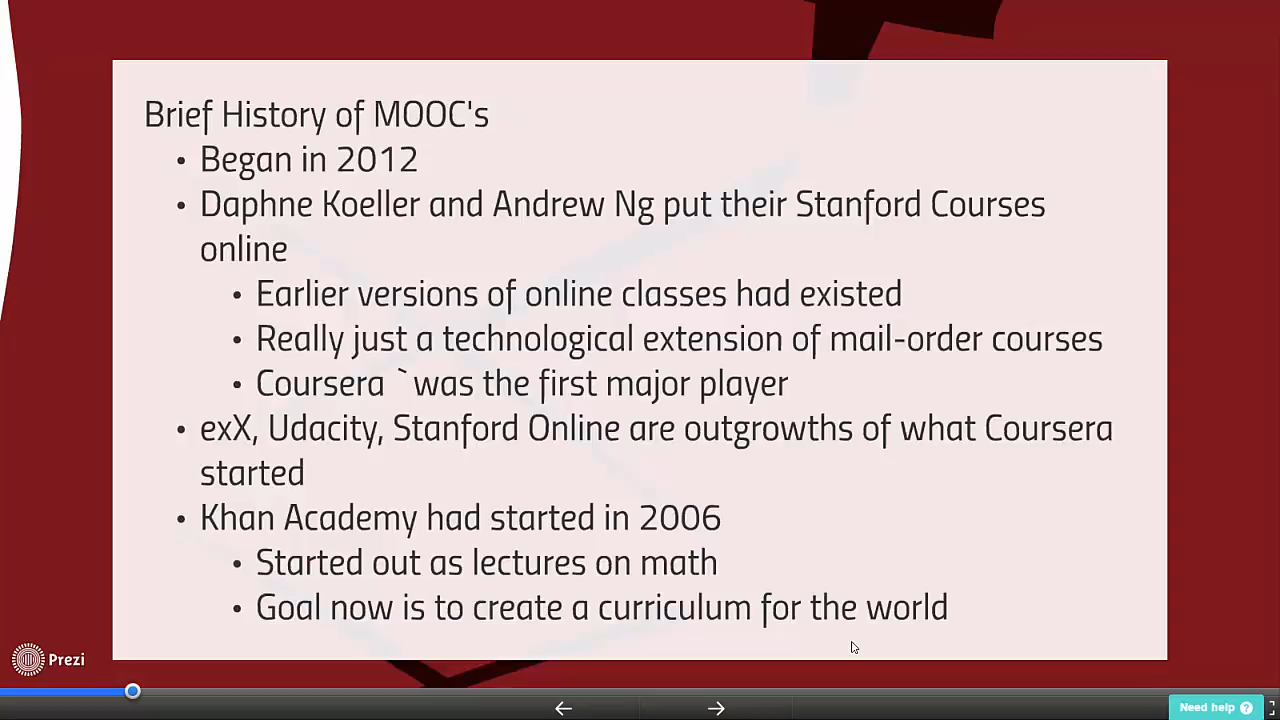 Brief History of MOOC's
• Began in 2012
• Daphne Koeller and Andrew Ng put their Stanford Courses
online
• Earlier versions of online classes had existed
• Really just a technological extension of mail-order courses
• Coursera `was the first major player
• exX, Udacity, Stanford Online are outgrowths of what Coursera
started
• Khan Academy had started in 2006
• Started out as lectures on math
• Goal now is to create a curriculum for the world
Prezi
Need help ?